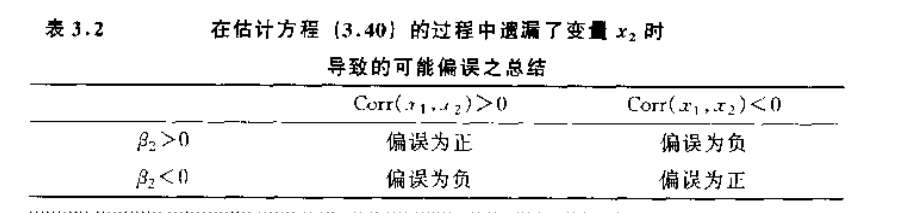 表 3.2 在估计方程 (3.40) 的过程中遗漏了变量 x₂ 时
导致的可能偏误之总结
Corr(x₁,x₂)>0 Corr(x₁,x₂)<0
β₂>0 偏误为正 偏误为负
β₂<0 偏误为负 偏误为正